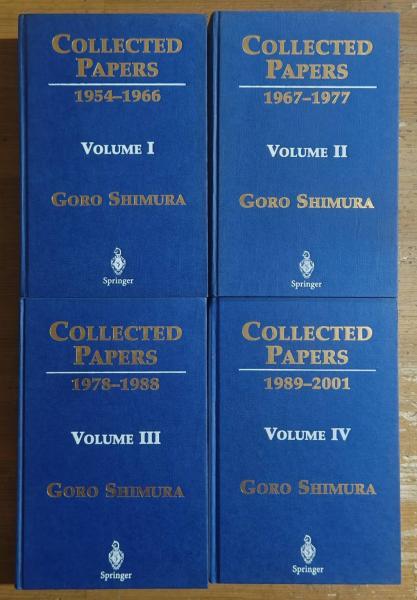 COLLECTED
PAPERS
1954–1966
VOLUME I
GORO SHIMURA
Springer
COLLECTED
PAPERS
1967–1977
VOLUME II
GORO SHIMURA
Springer
COLLECTED
PAPERS
1978–1988
VOLUME III
GORO SHIMURA
Springer
COLLECTED
PAPERS
1989–2001
VOLUME IV
GORO SHIMURA
Springer